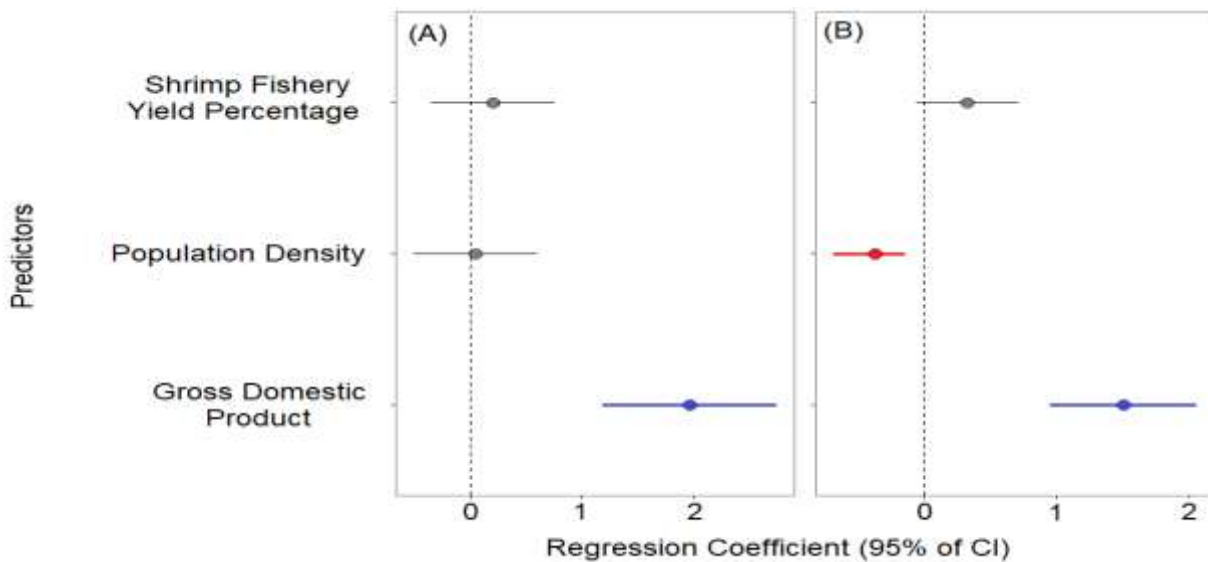 (A)
(B)
Shrimp Fishery
Yield Percentage
Population Density
Gross Domestic
Product
Predictors
0 1 2
0 1 2
Regression Coefficient (95% of CI)